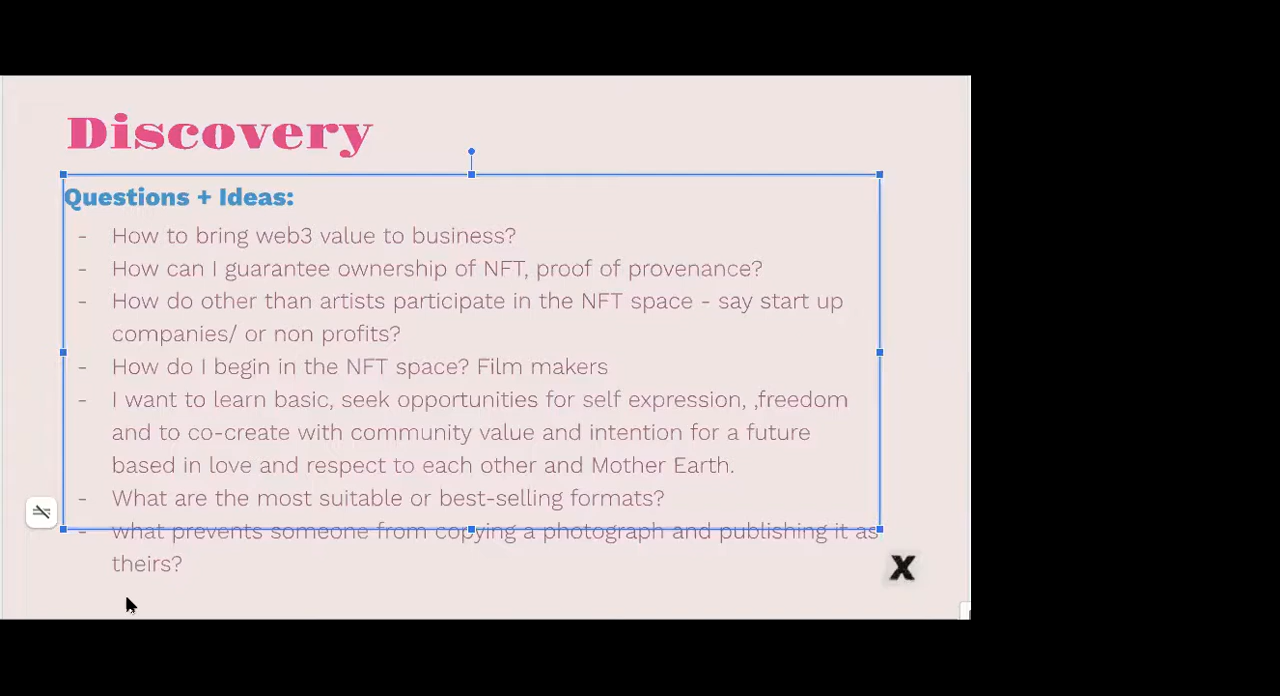 Discovery
Questions + Ideas:
- How to bring web3 value to business?
- How can I guarantee ownership of NFT, proof of provenance?
- How do other than artists participate in the NFT space - say start up
companies/ or non profits?
- How do I begin in the NFT space? Film makers
- I want to learn basic, seek opportunities for self expression, ,freedom
and to co-create with community value and intention for a future
based in love and respect to each other and Mother Earth.
- What are the most suitable or best-selling formats?
- what prevents someone from copying a photograph and publishing it as
theirs?
X